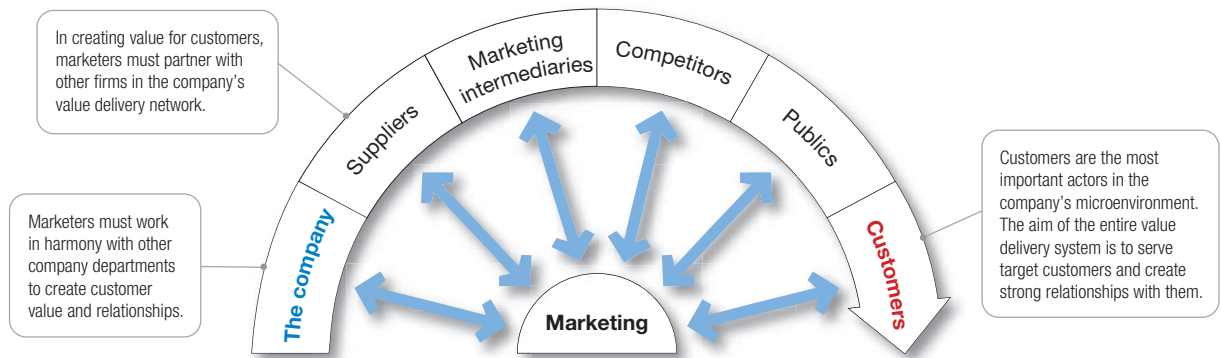 In creating value for customers,
marketers must partner with
other firms in the company's
value delivery network.
Marketers must work
in harmony with other
company departments
to create customer
value and relationships.
The company
Suppliers
Marketing
intermediaries
Competitors
Publics
Customers
Marketing
Customers are the most
important actors in the
company's microenvironment.
The aim of the entire value
delivery system is to serve
target customers and create
strong relationships with them.